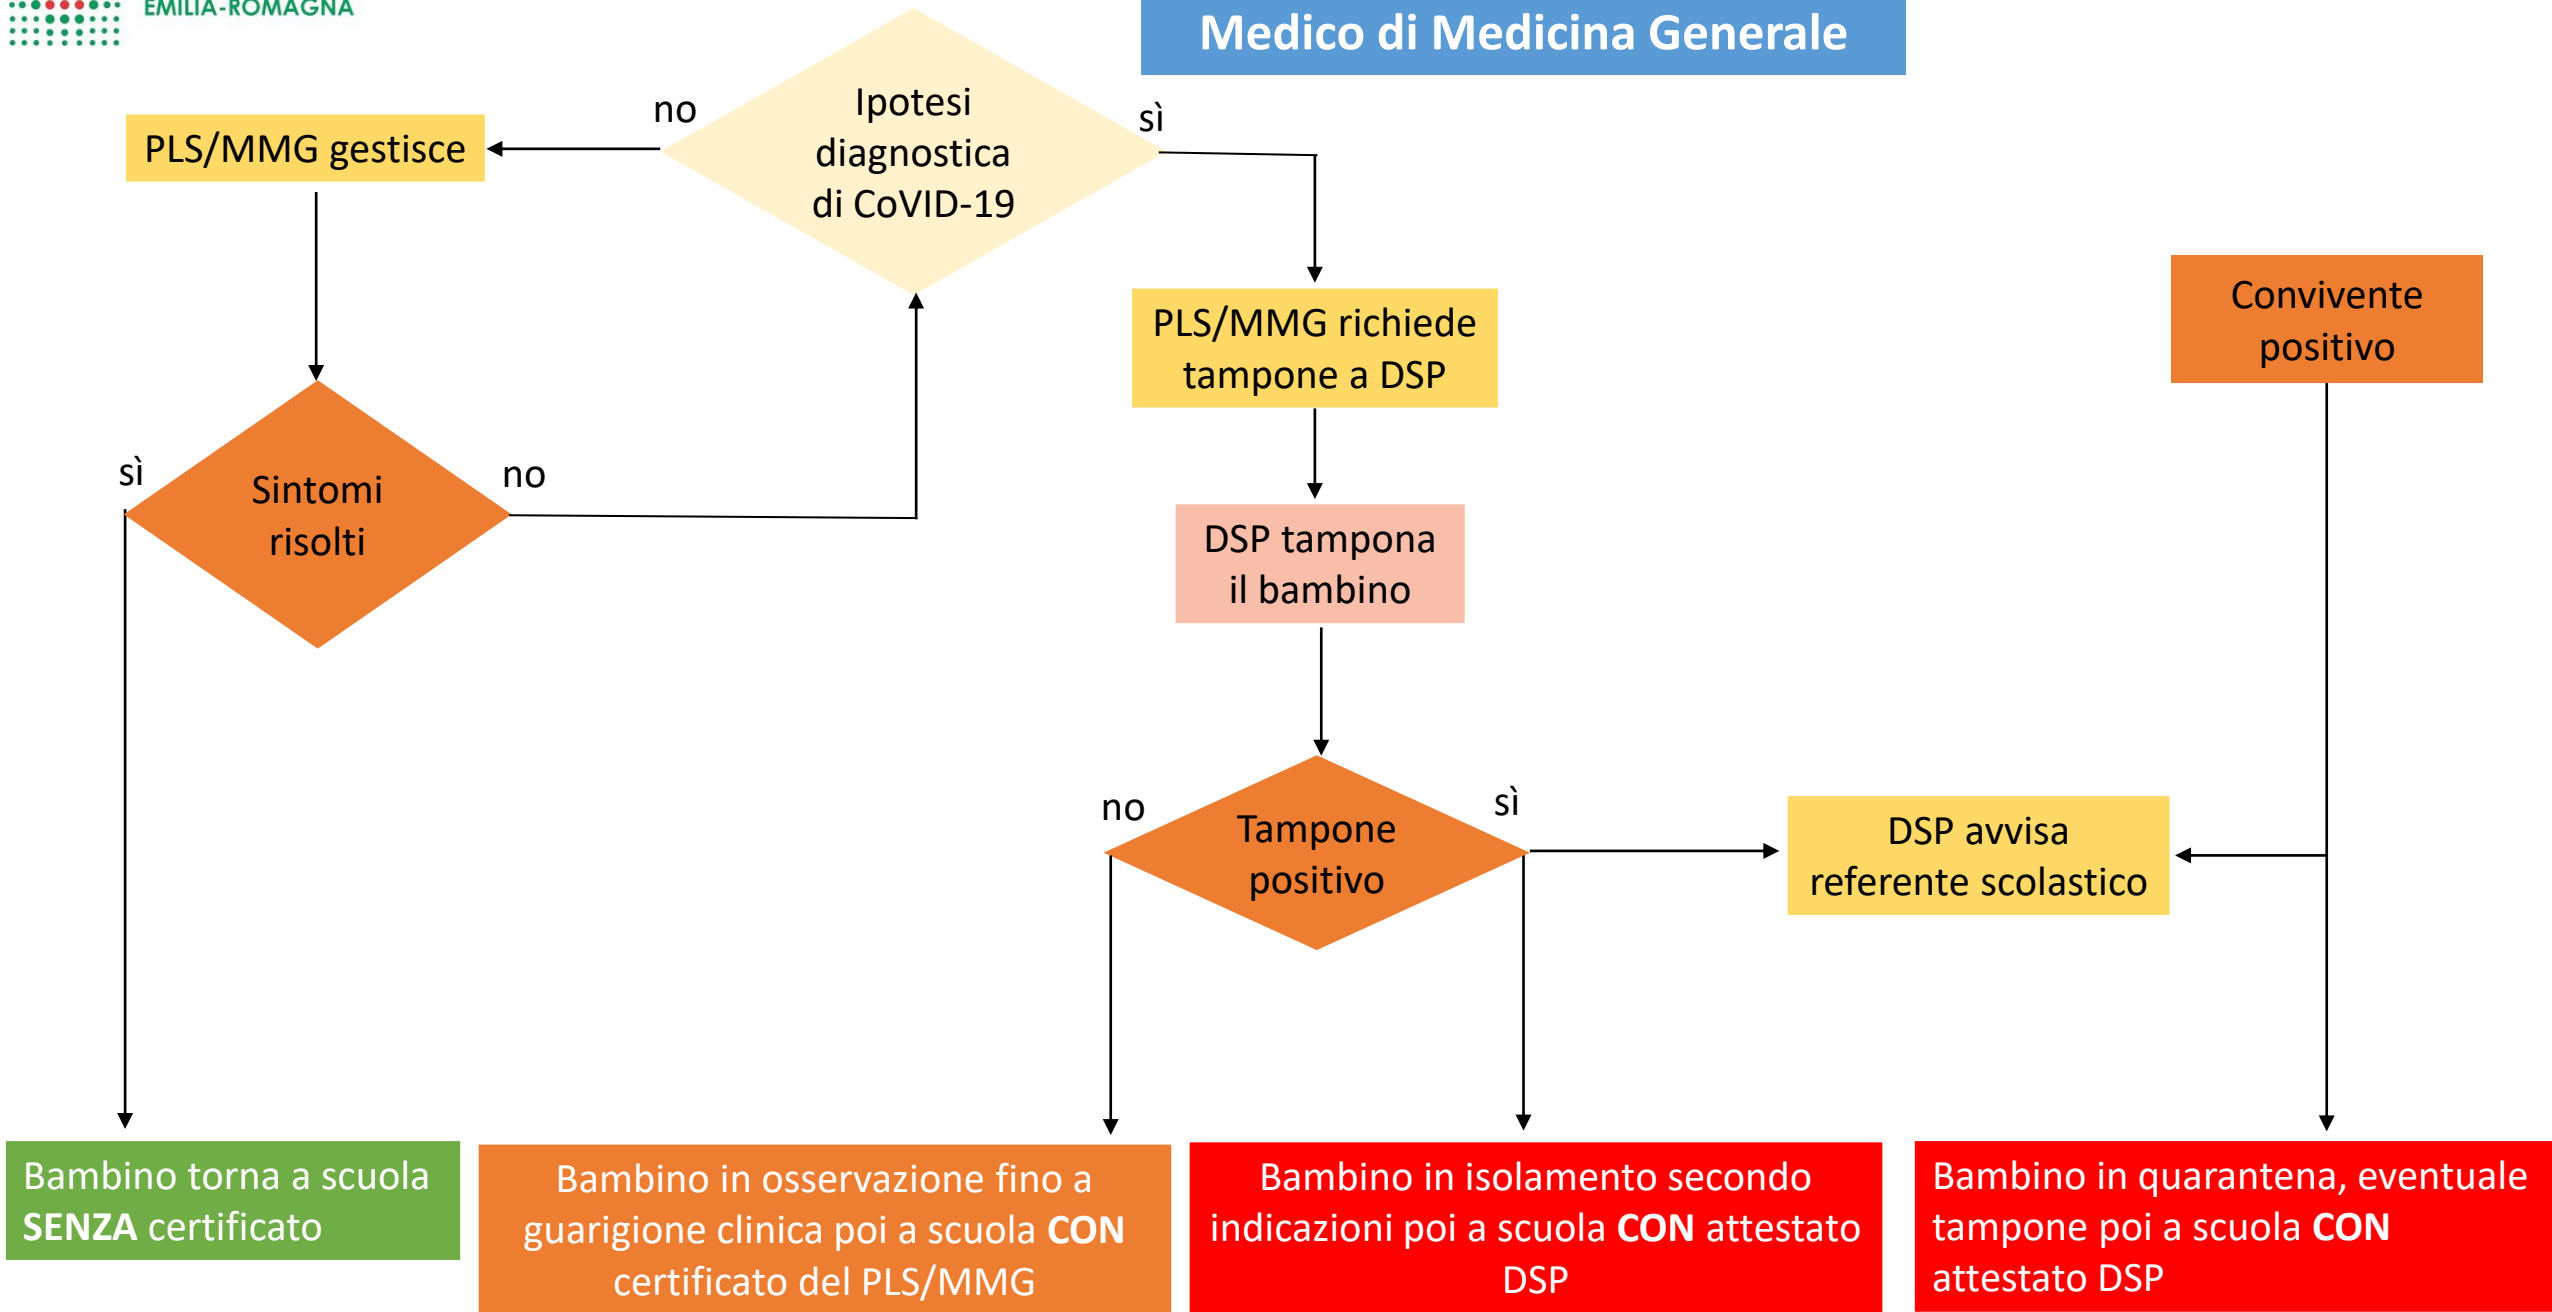 EMILIA-ROMAGNA
Medico di Medicina Generale
no
Ipotesi
diagnostica
di CoVID-19
sì
PLS/MMG gestisce
PLS/MMG richiede
tampone a DSP
Convivente
positivo
sì
Sintomi
risolti
no
DSP tampona
il bambino
no
Tampone
positivo
sì
DSP avvisa
referente scolastico
Bambino torna a scuola
SENZA certificato
Bambino in osservazione fino a
guarigione clinica poi a scuola CON
certificato del PLS/MMG
Bambino in isolamento secondo
indicazioni poi a scuola CON attestato
DSP
Bambino in quarantena, eventuale
tampone poi a scuola CON
attestato DSP